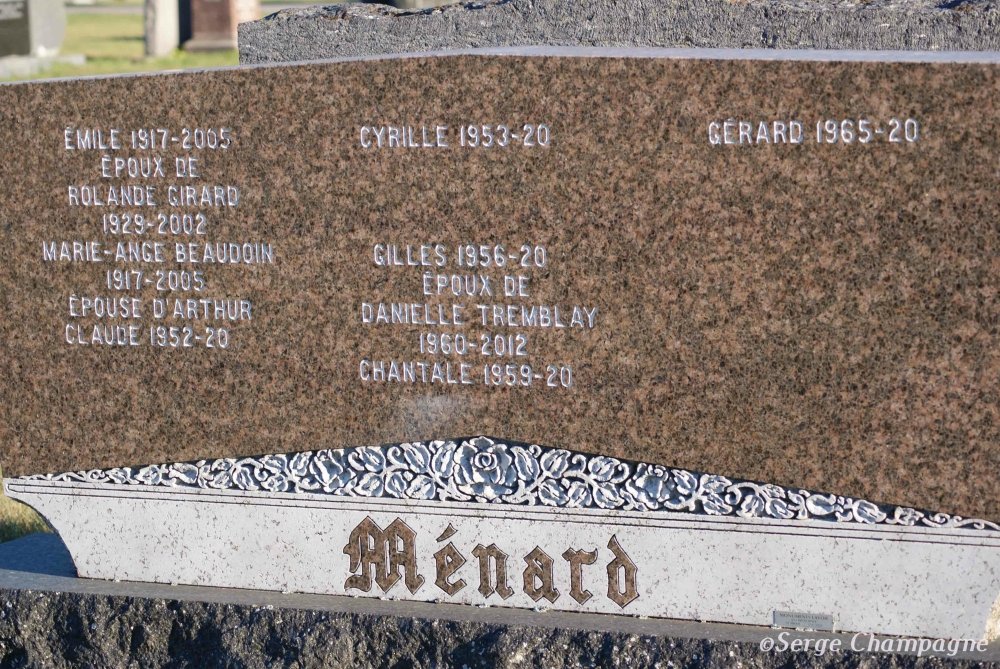 ÉMILE 1917-2005
ÉPOUX DE
ROLANDE GIRARD
1929-2002
MARIE-ANGE BEAUDOIN
1917-2005
ÉPOUSE D'ARTHUR
CLAUDE 1952-20
CYRILLE 1953-20
GILLES 1956-20
ÉPOUX DE
DANIELLE TREMBLAY
1960-2012
CHANTALE 1959-20
GÉRARD 1965-20
Ménard
©Serge Champagne